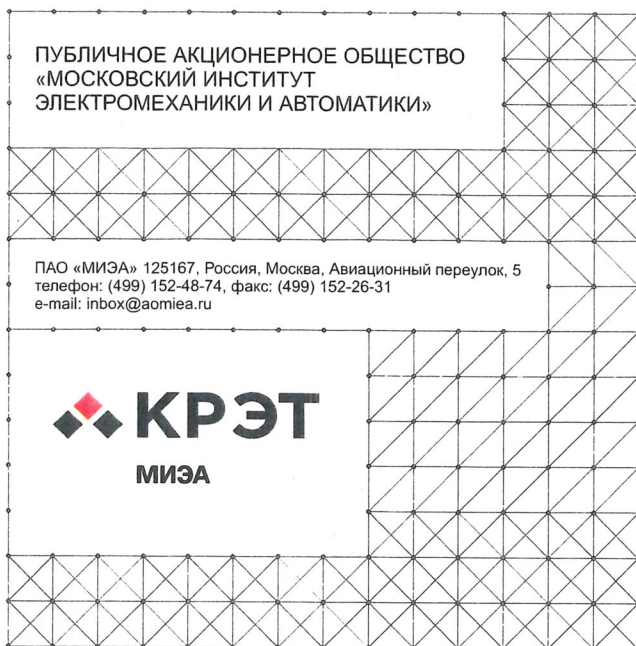 ПУБЛИЧНОЕ АКЦИОНЕРНОЕ ОБЩЕСТВО
«МОСКОВСКИЙ ИНСТИТУТ
ЭЛЕКТРОМЕХАНИКИ И АВТОМАТИКИ»
ПАО «МИЭА» 125167, Россия, Москва, Авиационный переулок, 5
телефон: (499) 152-48-74, факс: (499) 152-26-31
e-mail: inbox@aomiea.ru
КРЭТ
МИЭА